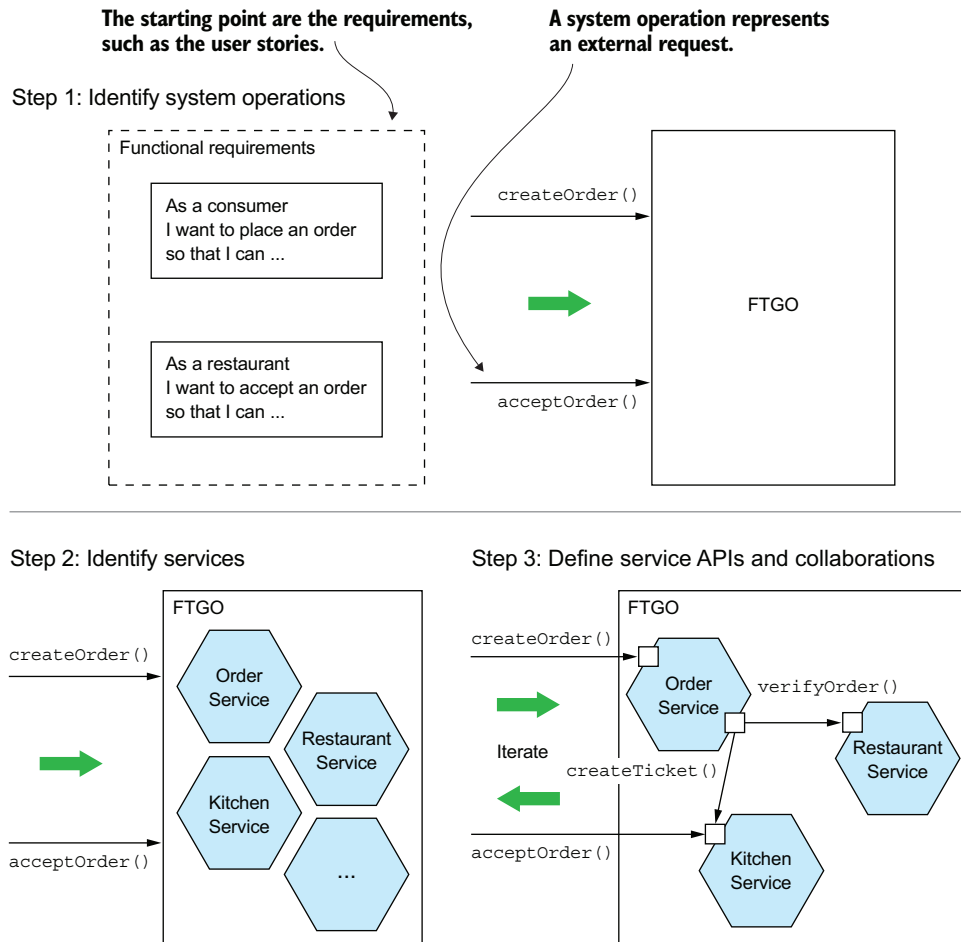 The starting point are the requirements,
such as the user stories.
A system operation represents
an external request.
Step 1: Identify system operations
Functional requirements
As a consumer
I want to place an order
so that I can ...
As a restaurant
I want to accept an order
so that I can ...
createOrder()
acceptOrder()
FTGO
Step 2: Identify services
FTGO
createOrder()
Order
Service
Restaurant
Service
Kitchen
Service
...
acceptOrder()
Step 3: Define service APIs and collaborations
FTGO
createOrder()
Order
Service
verifyOrder()
Restaurant
Service
Iterate
createTicket()
acceptOrder()
Kitchen
Service